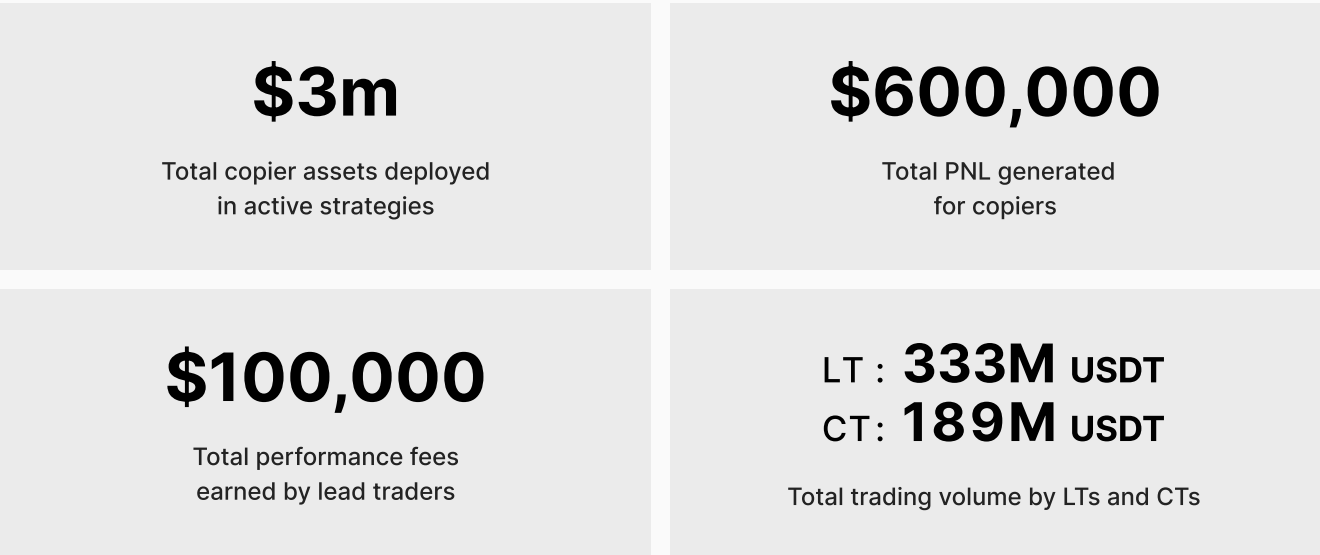 $3m
Total copier assets deployed
in active strategies
$600,000
Total PNL generated
for copiers
$100,000
Total performance fees
earned by lead traders
LT : 333M USDT
CT : 189M USDT
Total trading volume by LTs and CTs